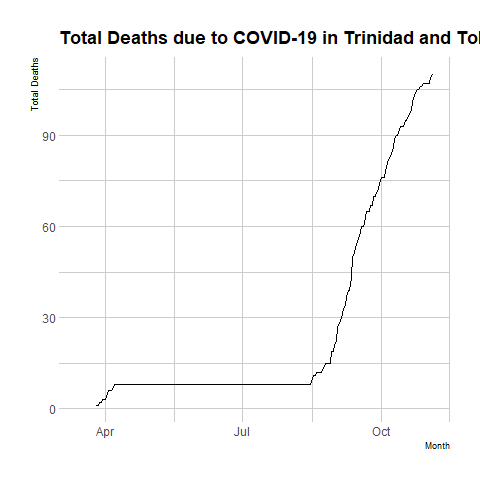 Total Deaths due to COVID-19 in Trinidad and Tol
Total Deaths
90
60
30
0
Apr
Jul
Oct
Month